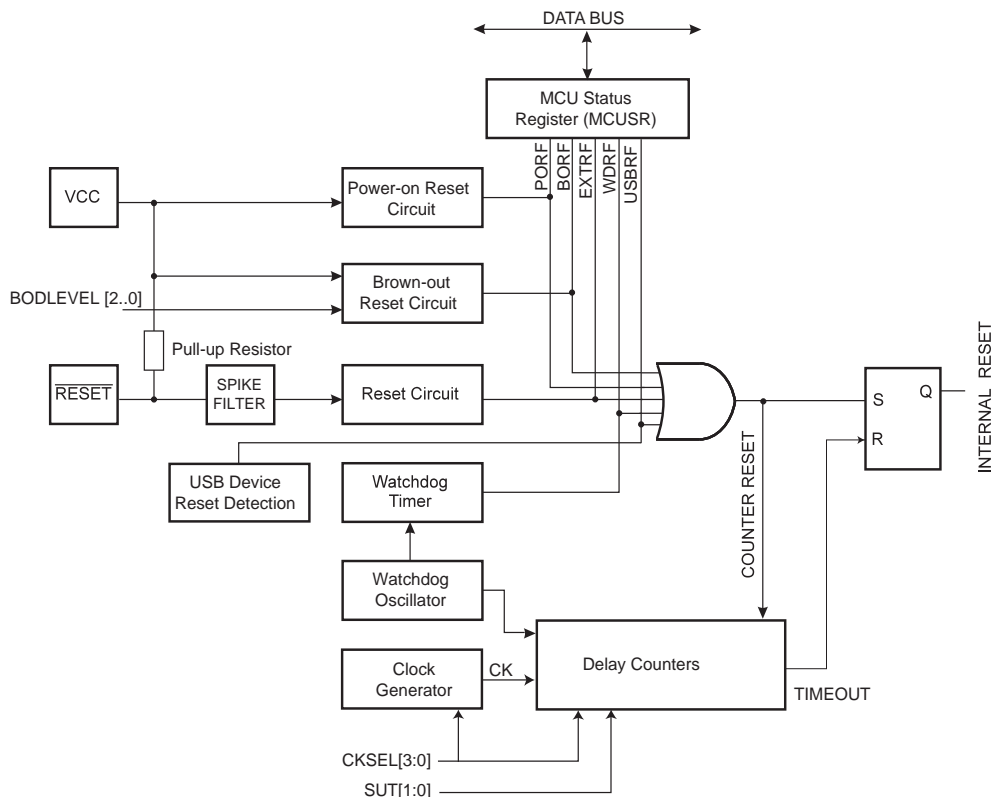 DATA BUS
MCU Status
Register (MCUSR)
PORF
BORF
EXTRF
WDRF
USBRF
VCC
Power-on Reset
Circuit
Brown-out
Reset Circuit
BODLEVEL [2..0]
Pull-up Resistor
RESET
SPIKE
FILTER
Reset Circuit
S
Q
R
INTERNAL RESET
USB Device
Reset Detection
Watchdog
Timer
COUNTER RESET
Watchdog
Oscillator
Clock
Generator
CK
Delay Counters
TIMEOUT
CKSEL[3:0]
SUT[1:0]